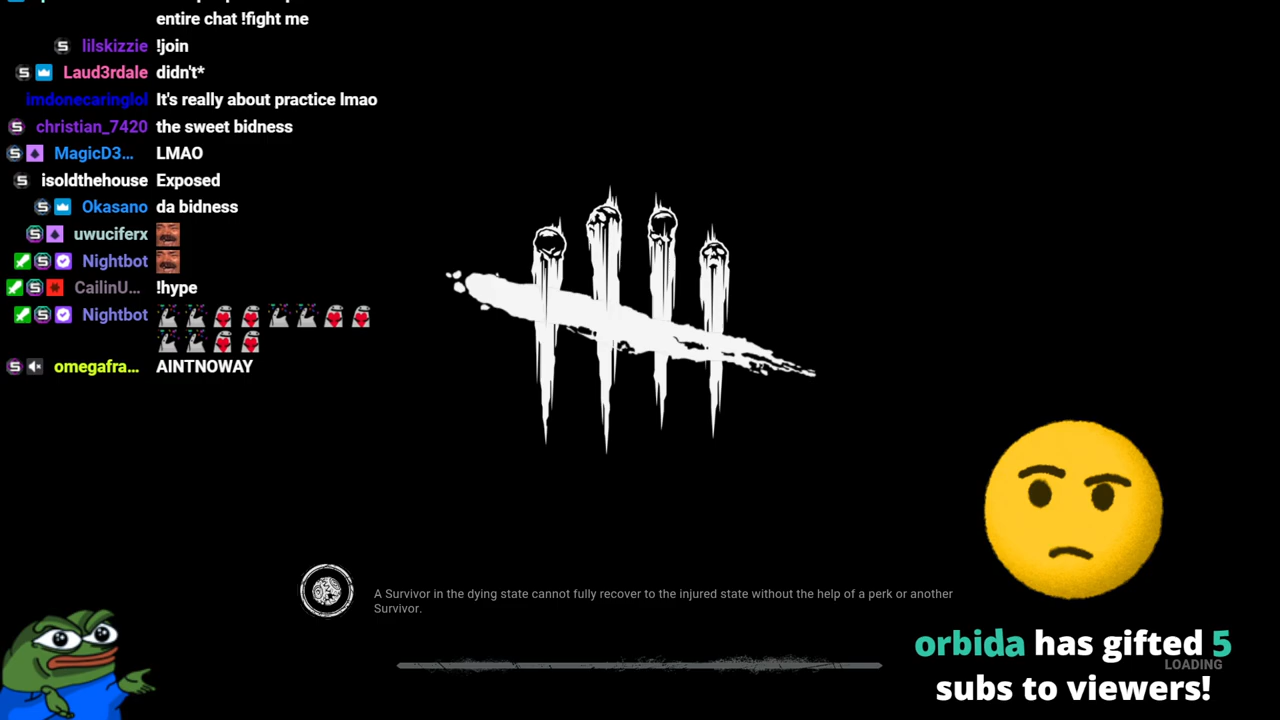 entire chat !fight me
lilskizzie !join
Laud3rdale didn't*
imdonecaringlol It's really about practice lmao
christian_7420 the sweet bidness
MagicD3... LMAO
isoldthehouse Exposed
Okasano da bidness
uwuciferx
Nightbot
CailinU... !hype
Nightbot
omegafra... AINTNOWAY
A Survivor in the dying state cannot fully recover to the injured state without the help of a perk or another
Survivor.
orbida has gifted 5
LOADING
subs to viewers!